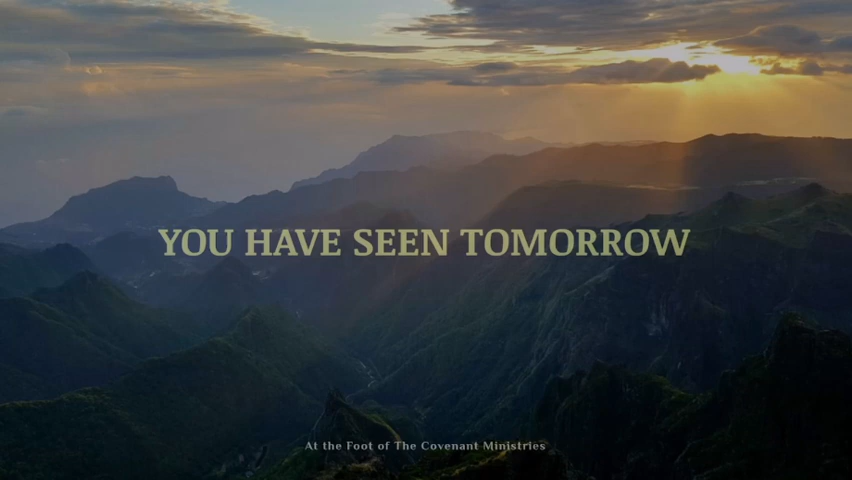 YOU HAVE SEEN TOMORROW
At the Foot of The Covenant Ministries